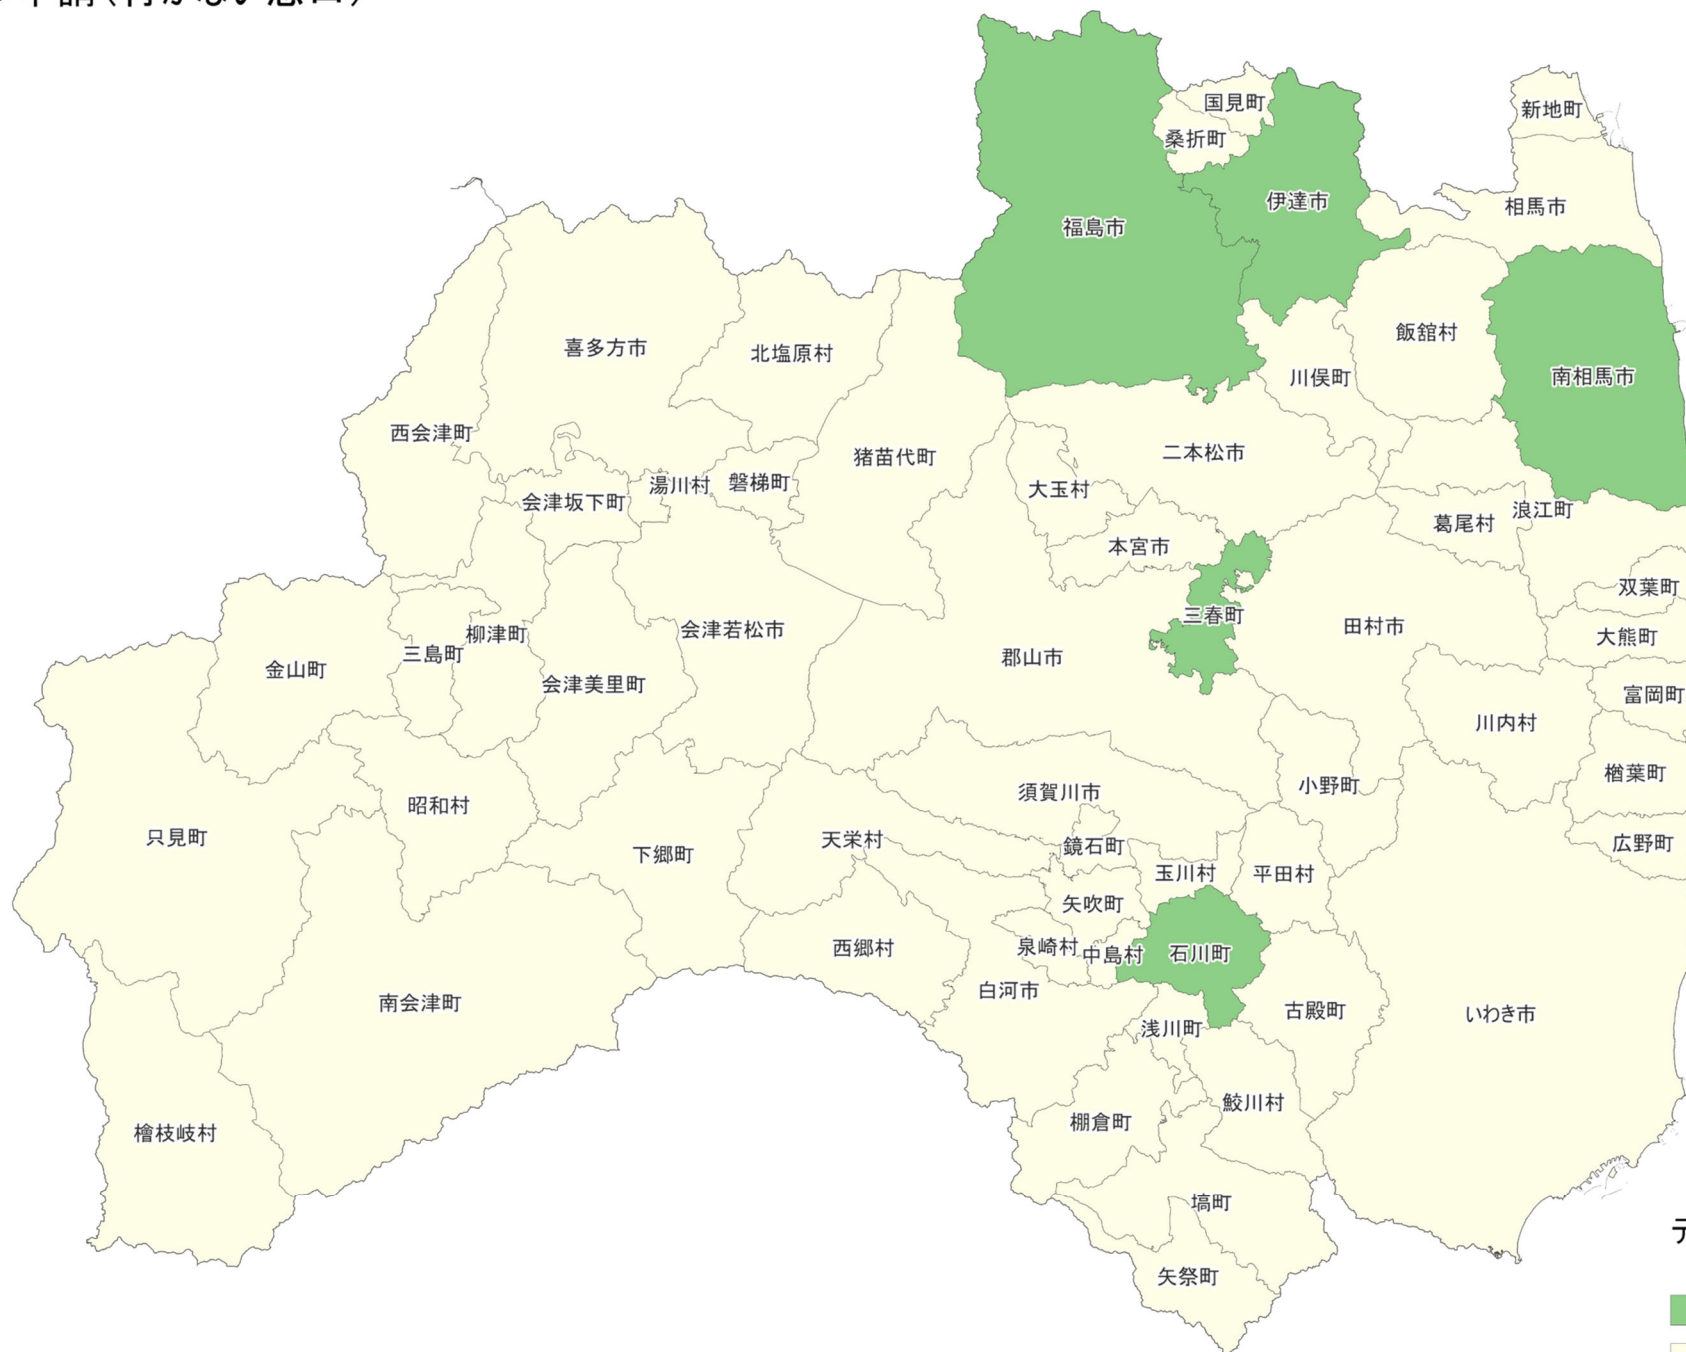 申請(行かない窓口)
国見町
新地町
桑折町
伊達市
相馬市
福島市
飯舘村
喜多方市
北塩原村
川俣町
南相馬市
西会津町
猪苗代町
二本松市
湯川村
磐梯町
大玉村
会津坂下町
浪江町
葛尾村
本宮市
双葉町
三春町
田村市
大熊町
会津若松市
柳津町
三島町
郡山市
金山町
会津美里町
富岡町
川内村
楢葉町
小野町
須賀川市
昭和村
只見町
天栄村
鏡石町
広野町
下郷町
玉川村
平田村
矢吹町
西郷村
泉崎村
中島村
石川町
白河市
南会津町
古殿町
いわき市
浅川町
鮫川村
棚倉町
檜枝岐村
塙町
矢祭町